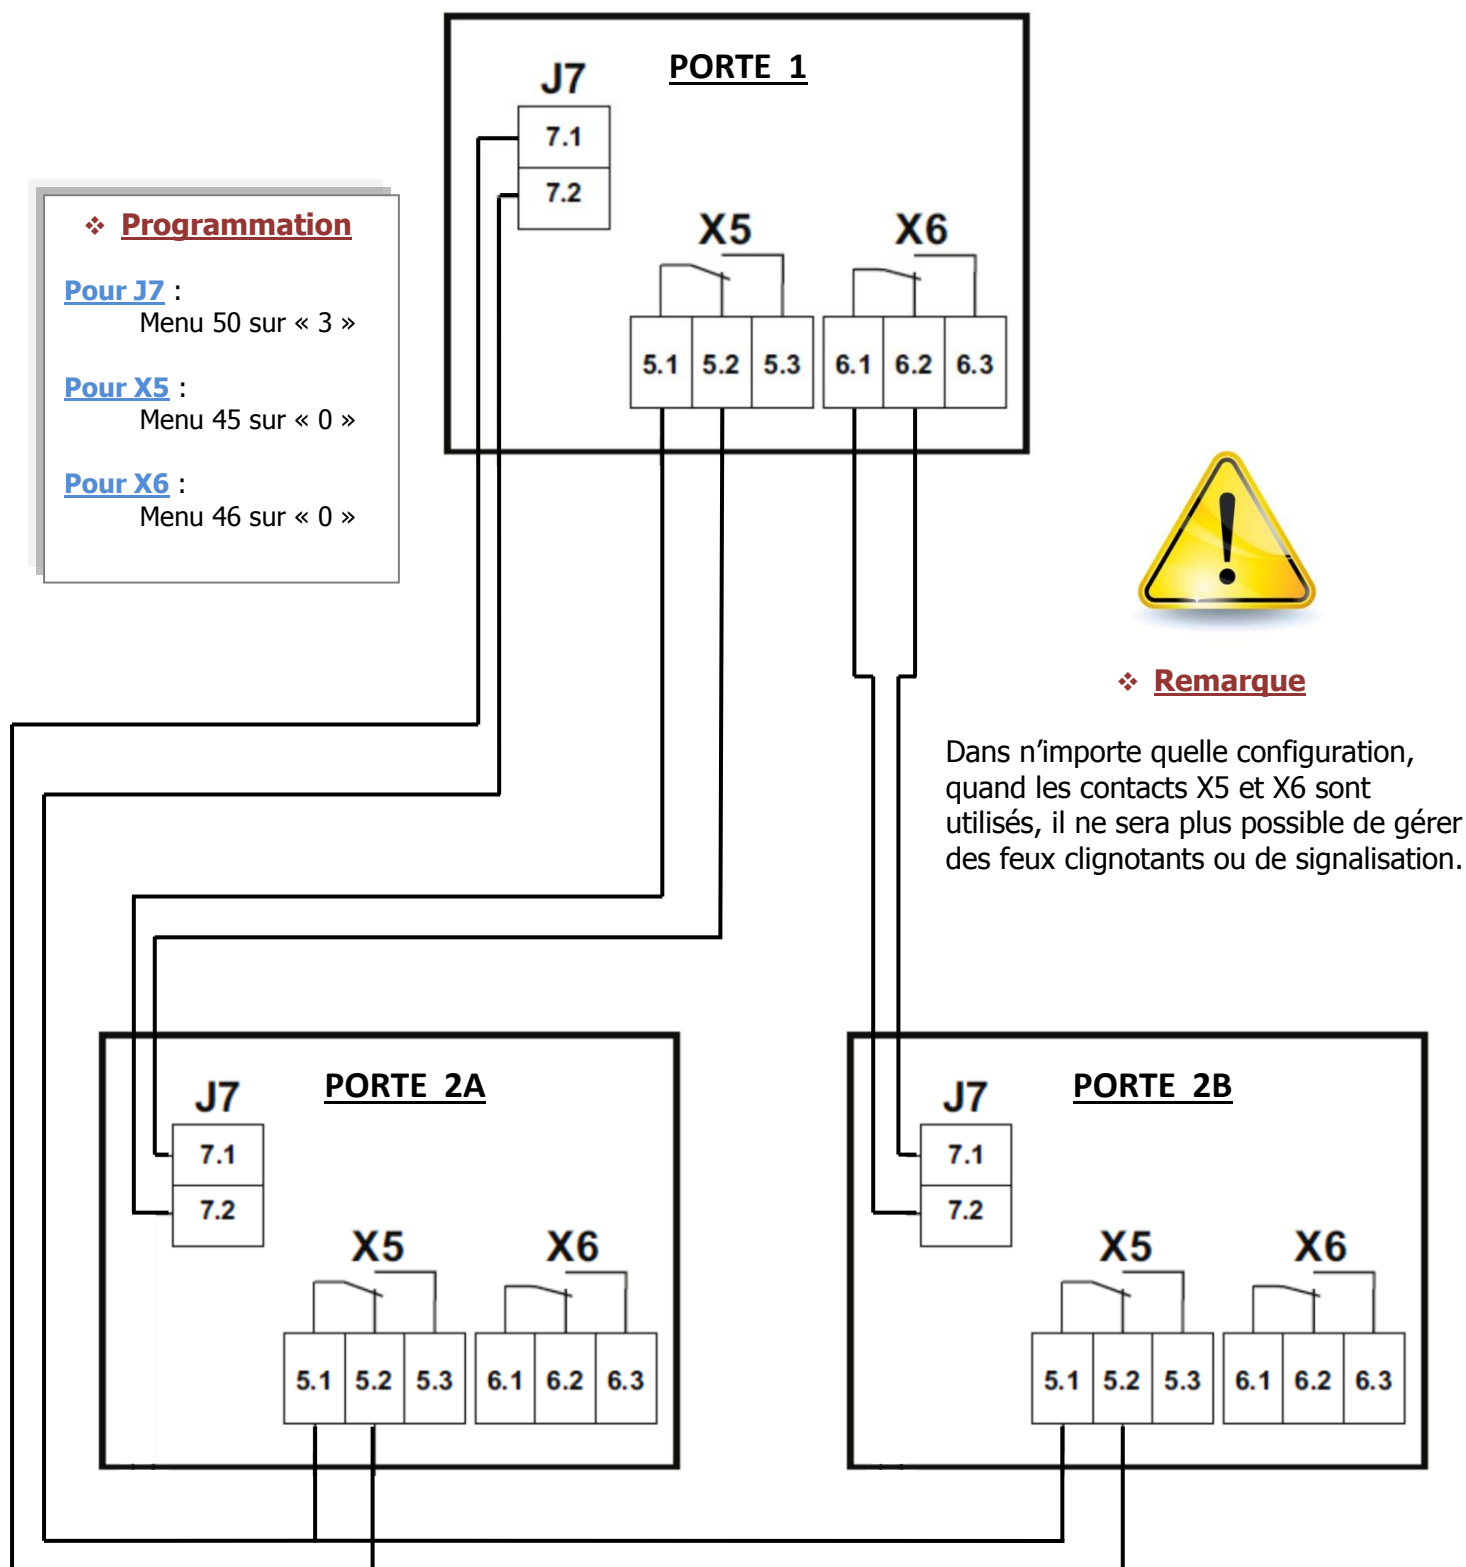 PORTE 1
J7
7.1
7.2
X5
X6
5.1 5.2 5.3
6.1 6.2 6.3
❖ Programmation
Pour J7 :
Menu 50 sur « 3 »
Pour X5 :
Menu 45 sur « 0 »
Pour X6 :
Menu 46 sur « 0 »
❖ Remarque
Dans n’importe quelle configuration,
quand les contacts X5 et X6 sont
utilisés, il ne sera plus possible de gérer
des feux clignotants ou de signalisation.
PORTE 2A
J7
7.1
7.2
X5
X6
5.1 5.2 5.3
6.1 6.2 6.3
PORTE 2B
J7
7.1
7.2
X5
X6
5.1 5.2 5.3
6.1 6.2 6.3